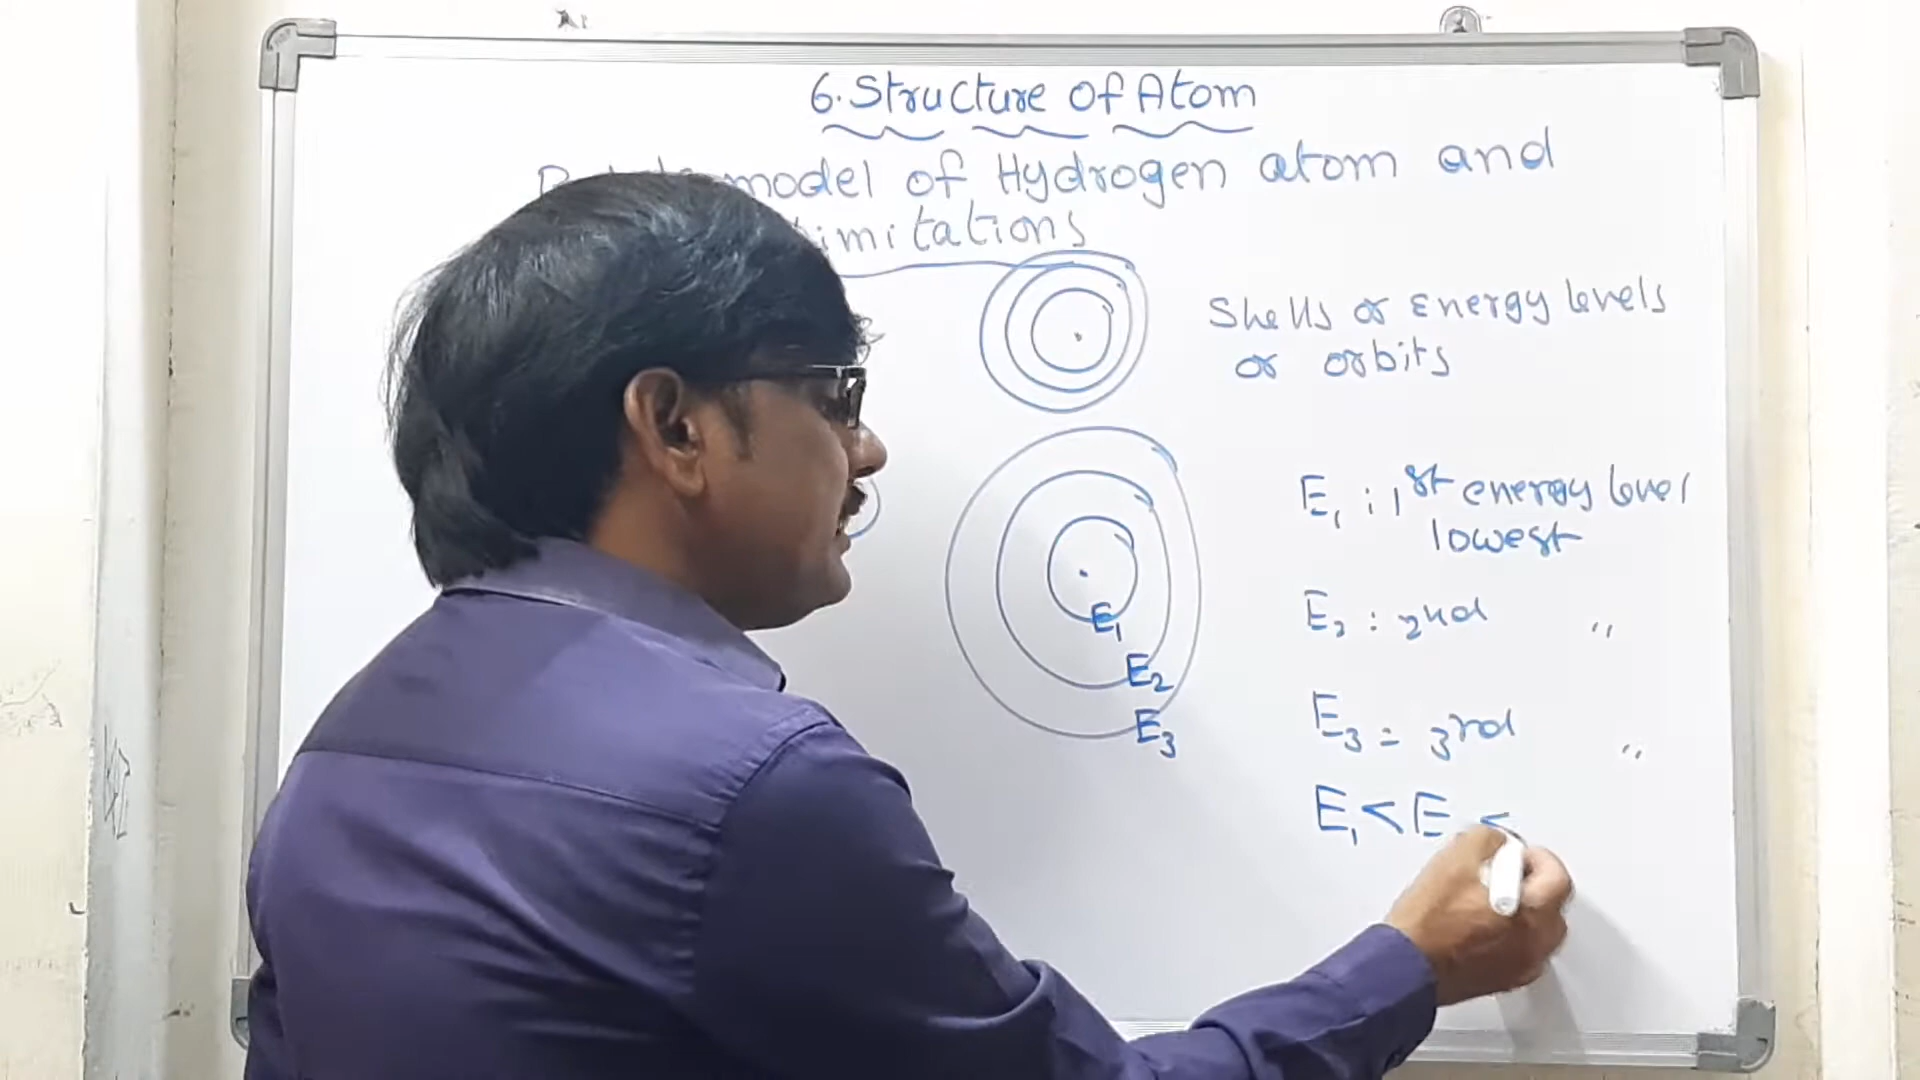 6. Structure of Atom
model of Hydrogen atom and
imitations
Shells or Energy levels
or orbits
E1 : 1st energy level
lowest
E2 : 2nd "
E3 = 3rd "
E1 < E <
E1
E2
E3